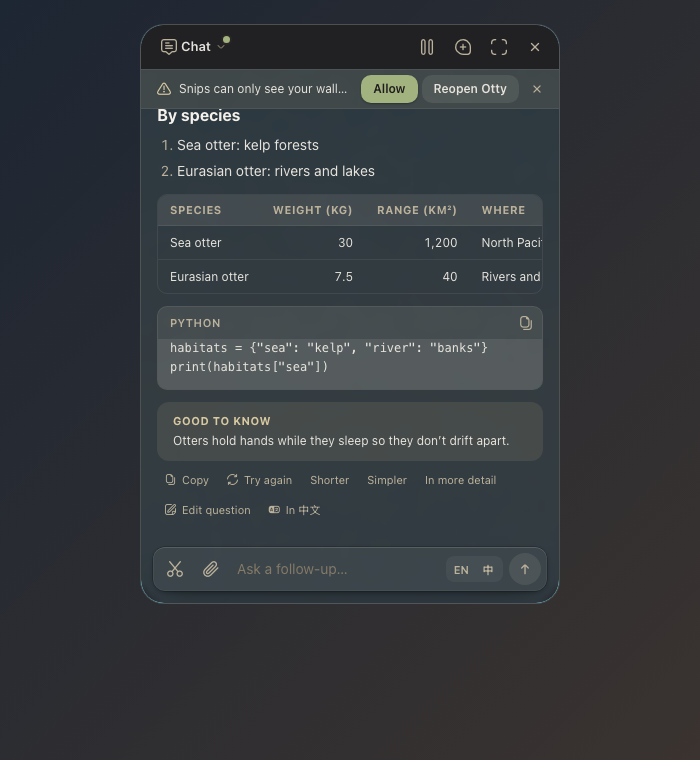 Chat
Snips can only see your wall... Allow Reopen Otty
By species
1. Sea otter: kelp forests
2. Eurasian otter: rivers and lakes
SPECIES WEIGHT (KG) RANGE (KM²) WHERE
Sea otter 30 1,200 North Paci
Eurasian otter 7.5 40 Rivers and
PYTHON
habitats = {"sea": "kelp", "river": "banks"}
print(habitats["sea"])
GOOD TO KNOW
Otters hold hands while they sleep so they don't drift apart.
Copy Try again Shorter Simpler In more detail
Edit question In 中文
Ask a follow-up... EN 中